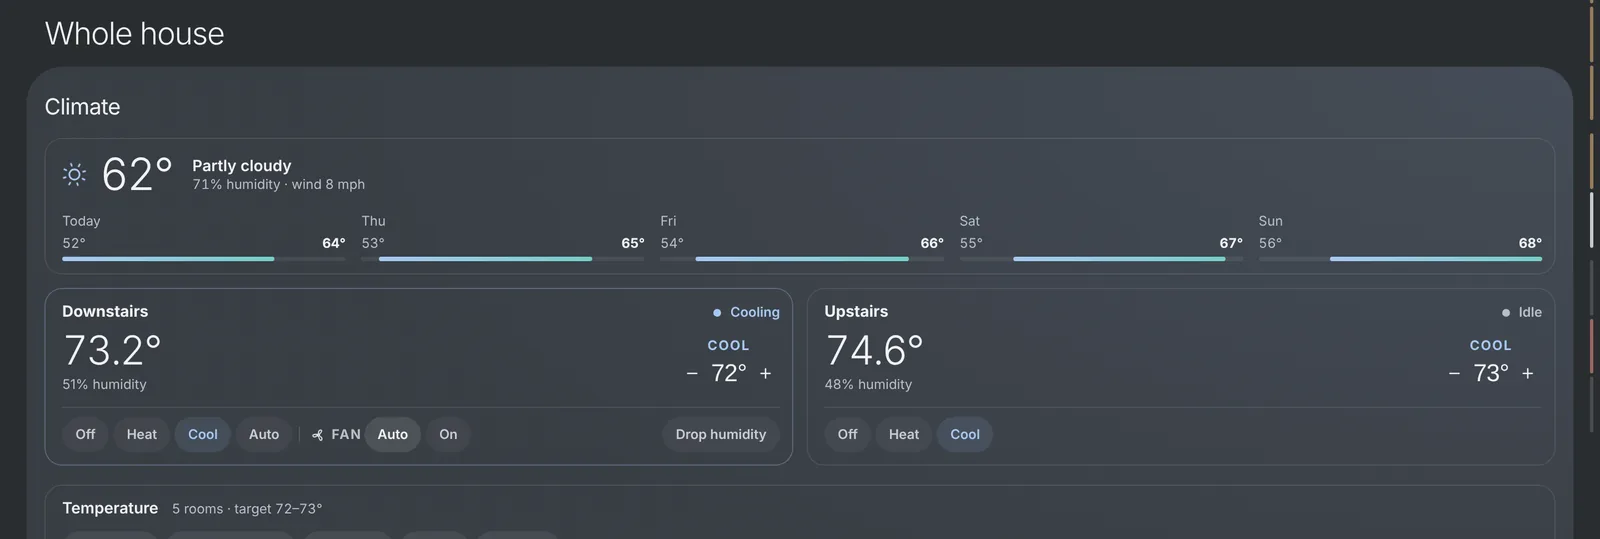 Whole house
Climate
62°
Partly cloudy
71% humidity · wind 8 mph
Today
52° 64°
Thu
53° 65°
Fri
54° 66°
Sat
55° 67°
Sun
56° 68°
Downstairs
Cooling
73.2°
COOL
− 72° +
51% humidity
Off Heat Cool Auto FAN Auto On Drop humidity
Upstairs
Idle
74.6°
COOL
− 73° +
48% humidity
Off Heat Cool
Temperature 5 rooms · target 72–73°